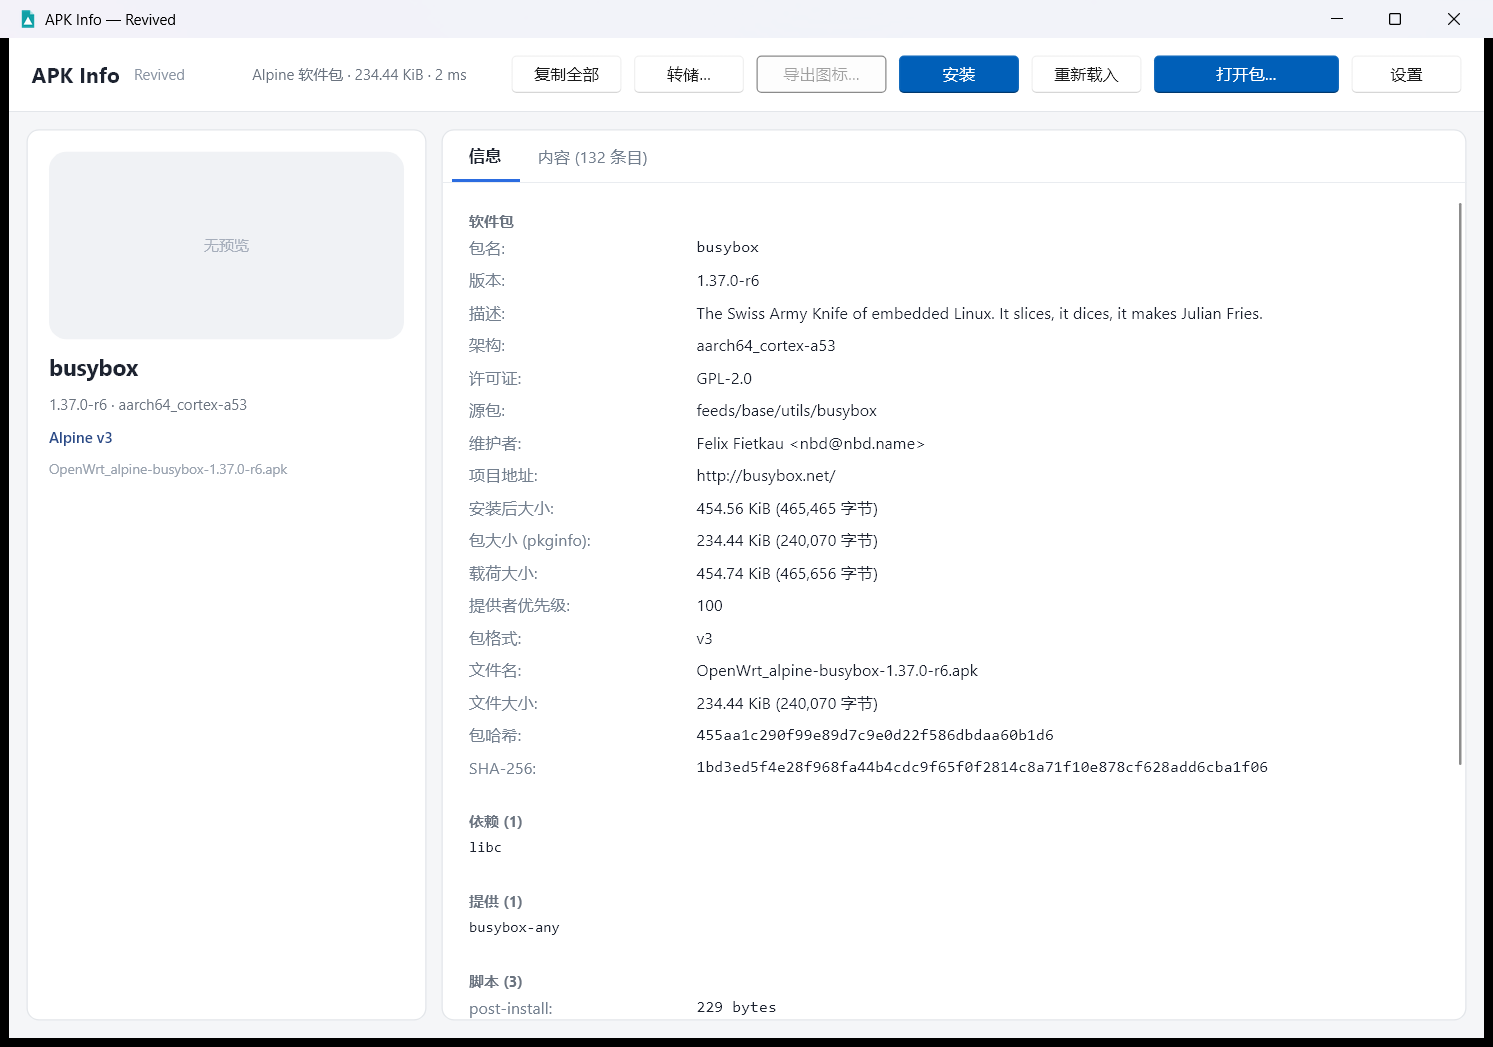 APK Info — Revived
APK Info Revived Alpine 软件包 · 234.44 KiB · 2 ms 复制全部 转储... 导出图标... 安装 重新载入 打开包... 设置
无预览
busybox
1.37.0-r6 · aarch64_cortex-a53
Alpine v3
OpenWrt_alpine-busybox-1.37.0-r6.apk
信息 内容 (132 条目)
软件包
包名: busybox
版本: 1.37.0-r6
描述: The Swiss Army Knife of embedded Linux. It slices, it dices, it makes Julian Fries.
架构: aarch64_cortex-a53
许可证: GPL-2.0
源包: feeds/base/utils/busybox
维护者: Felix Fietkau <nbd@nbd.name>
项目地址: http://busybox.net/
安装后大小: 454.56 KiB (465,465 字节)
包大小 (pkginfo): 234.44 KiB (240,070 字节)
载荷大小: 454.74 KiB (465,656 字节)
提供者优先级: 100
包格式: v3
文件名: OpenWrt_alpine-busybox-1.37.0-r6.apk
文件大小: 234.44 KiB (240,070 字节)
包哈希: 455aa1c290f99e89d7c9e0d22f586dbdaa60b1d6
SHA-256: 1bd3ed5f4e28f968fa44b4cdc9f65f0f2814c8a71f10e878cf628add6cba1f06
依赖 (1)
libc
提供 (1)
busybox-any
脚本 (3)
post-install: 229 bytes